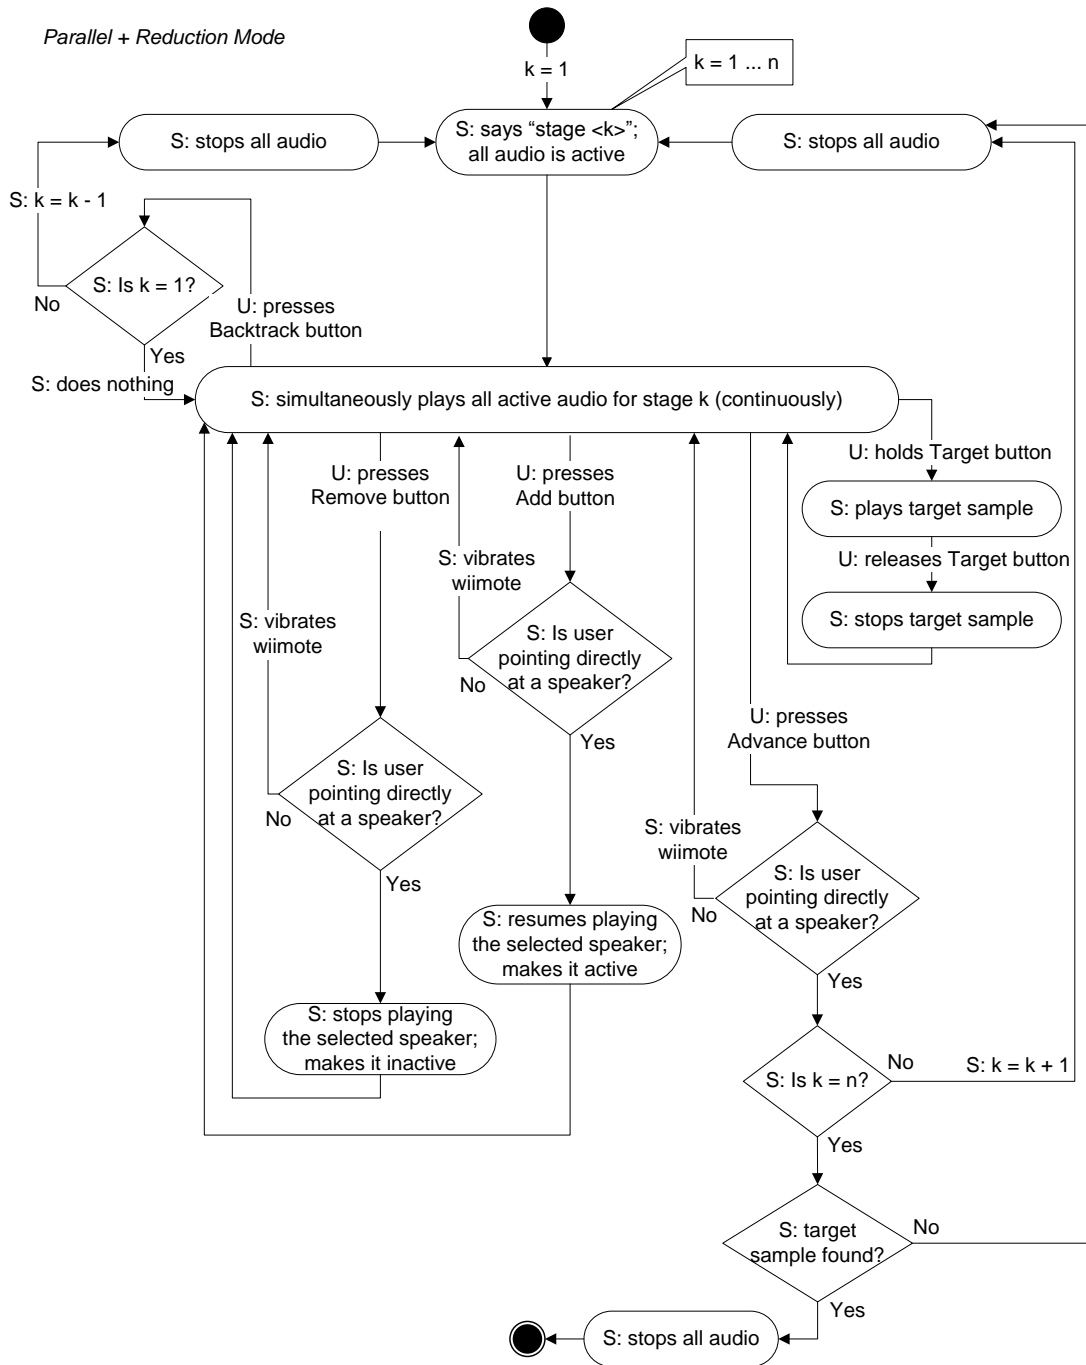 Parallel + Reduction Mode
k = 1
k = 1 ... n
S: stops all audio
S: says “stage <k>”;
all audio is active
S: stops all audio
S: k = k - 1
S: Is k = 1?
No
Yes
U: presses
Backtrack button
S: does nothing
S: simultaneously plays all active audio for stage k (continuously)
U: presses
Remove button
U: presses
Add button
U: holds Target button
S: plays target sample
U: releases Target button
S: stops target sample
S: vibrates
wiimote
S: vibrates
wiimote
S: Is user
pointing directly
at a speaker?
No
Yes
U: presses
Advance button
S: Is user
pointing directly
at a speaker?
No
Yes
S: vibrates
wiimote
S: Is user
pointing directly
at a speaker?
No
Yes
S: resumes playing
the selected speaker;
makes it active
S: stops playing
the selected speaker;
makes it inactive
S: Is k = n?
No
S: k = k + 1
Yes
S: target
sample found?
No
Yes
S: stops all audio